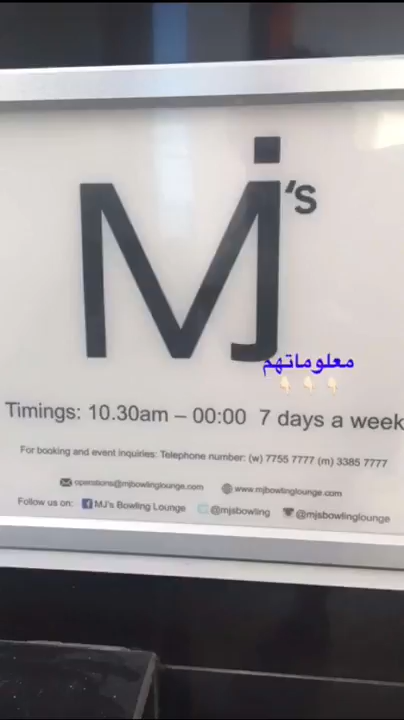 Mj's
معلوماتهم
Timings: 10.30am – 00:00 7 days a week
For booking and event inquiries: Telephone number: (w) 7755 7777 (m) 3385 7777
operations@mjbowlinglounge.com www.mjbowlinglounge.com
Follow us on: MJ's Bowling Lounge @mjsbowling @mjsbowlinglounge